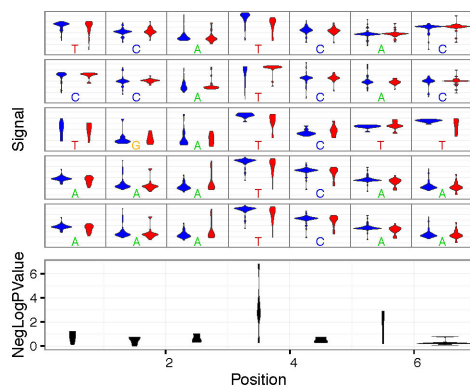 Signal
T C A T C A C
C C A T C A C
T G A T C T T
A A A T C A A
A A A T C A A
NegLogPValue
6
4
2
0
2 4 6
Position